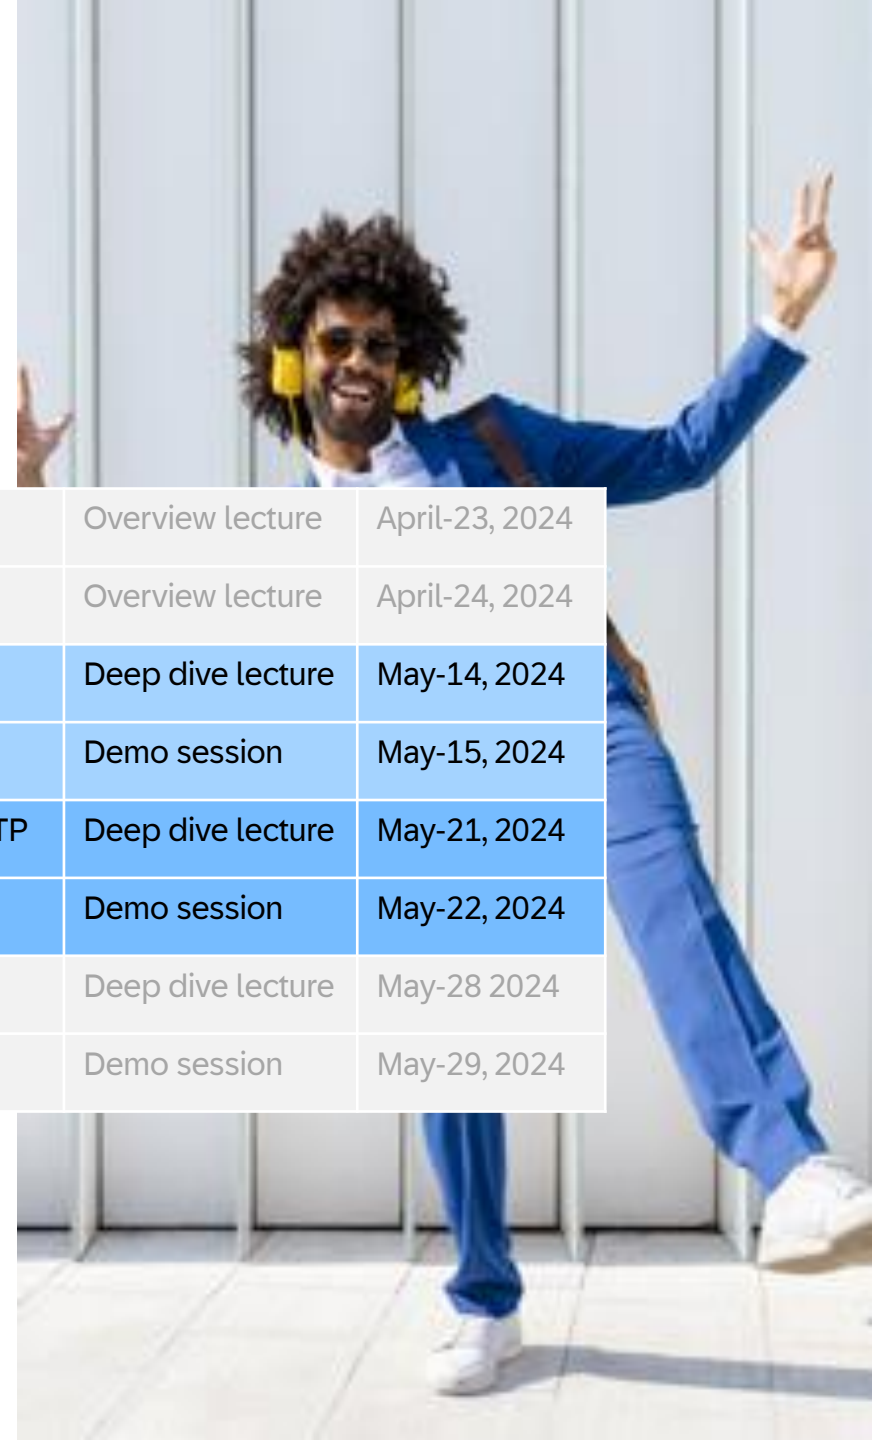 Overview lecture April-23, 2024
Overview lecture April-24, 2024
Deep dive lecture May-14, 2024
Demo session May-15, 2024
TP Deep dive lecture May-21, 2024
Demo session May-22, 2024
Deep dive lecture May-28 2024
Demo session May-29, 2024